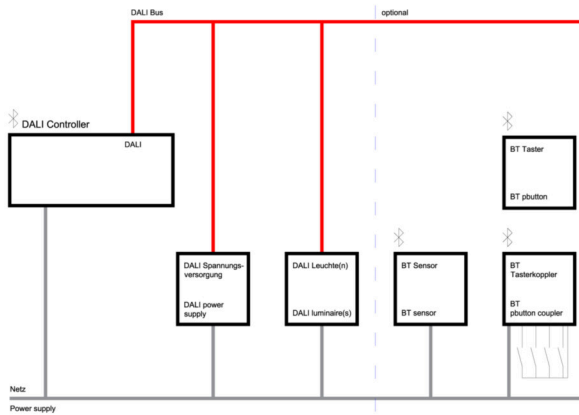 DALI Bus
optional
DALI Controller
DALI
BT Taster
BT pbutton
DALI Spannungs-
versorgung
DALI power
supply
DALI Leuchte(n)
DALI luminaire(s)
BT Sensor
BT sensor
BT
Tasterkoppler
BT
pbutton coupler
Netz
Power supply